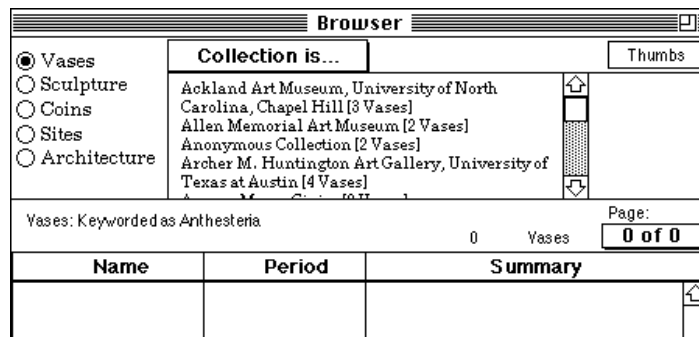 Browser
Collection is...
Thumbs
Vases
Sculpture
Coins
Sites
Architecture
Ackland Art Museum, University of North
Carolina, Chapel Hill [3 Vases]
Allen Memorial Art Museum [2 Vases]
Anonymous Collection [2 Vases]
Archer M. Huntington Art Gallery, University of
Texas at Austin [4 Vases]
Vases: Keyworded as Anthesteria
0 Vases
Page:
0 of 0
Name Period Summary